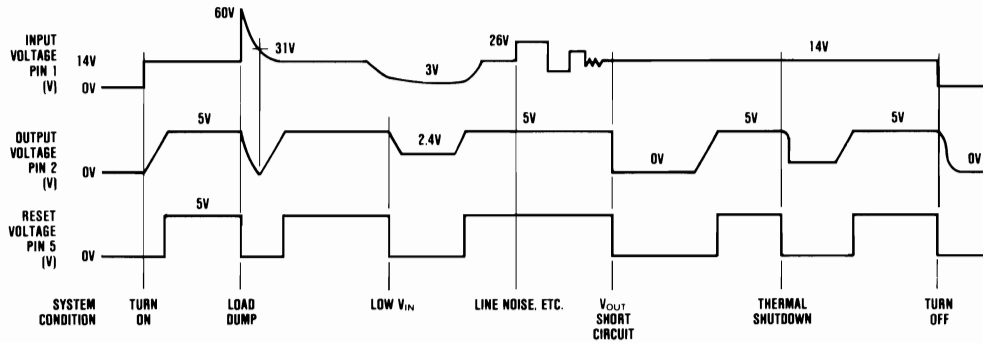 60V
INPUT
VOLTAGE
PIN 1
(V)
14V
0V
31V
3V
26V
14V
OUTPUT
VOLTAGE
PIN 2
(V)
0V
5V
2.4V
5V
0V
5V
5V
0V
RESET
VOLTAGE
PIN 5
(V)
5V
0V
SYSTEM
CONDITION
TURN
ON
LOAD
DUMP
LOW VIN
LINE NOISE, ETC.
VOUT
SHORT
CIRCUIT
THERMAL
SHUTDOWN
TURN
OFF